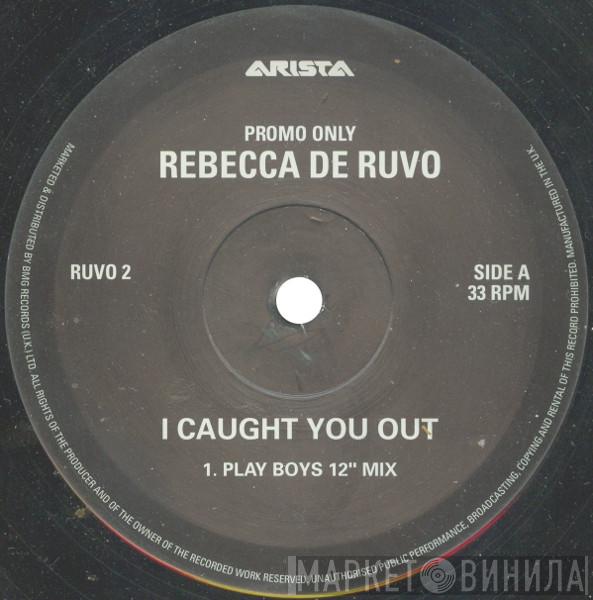 ARISTA
PROMO ONLY
REBECCA DE RUVO
RUVO 2
SIDE A
33 RPM
I CAUGHT YOU OUT
1. PLAY BOYS 12" MIX
MARKETED & DISTRIBUTED BY BMG RECORDS (U.K.) LTD. ALL RIGHTS OF THE PRODUCER AND OF THE OWNER OF THE RECORDED WORK RESERVED, UNAUTHORISED PUBLIC PERFORMANCE, BROADCASTING, COPYING AND RENTAL OF THIS RECORD PROHIBITED. MANUFACTURED IN THE U.K.
МАРКЕТ ВИНИЛА